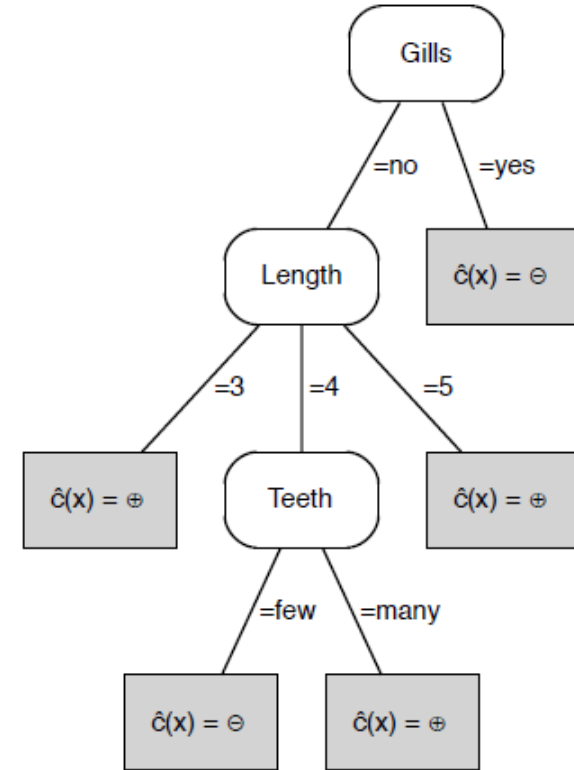 Gills
=no
=yes
Length
ĉ(x) = ⊖
=3
=4
=5
ĉ(x) = ⊕
Teeth
ĉ(x) = ⊕
=few
=many
ĉ(x) = ⊖
ĉ(x) = ⊕